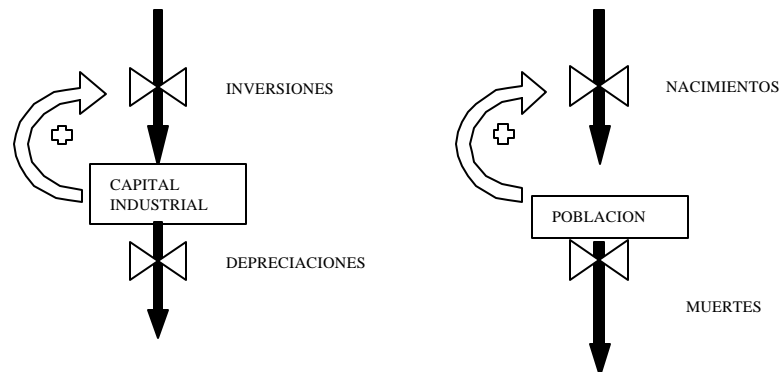 INVERSIONES
CAPITAL
INDUSTRIAL
DEPRECIACIONES
NACIMIENTOS
POBLACION
MUERTES